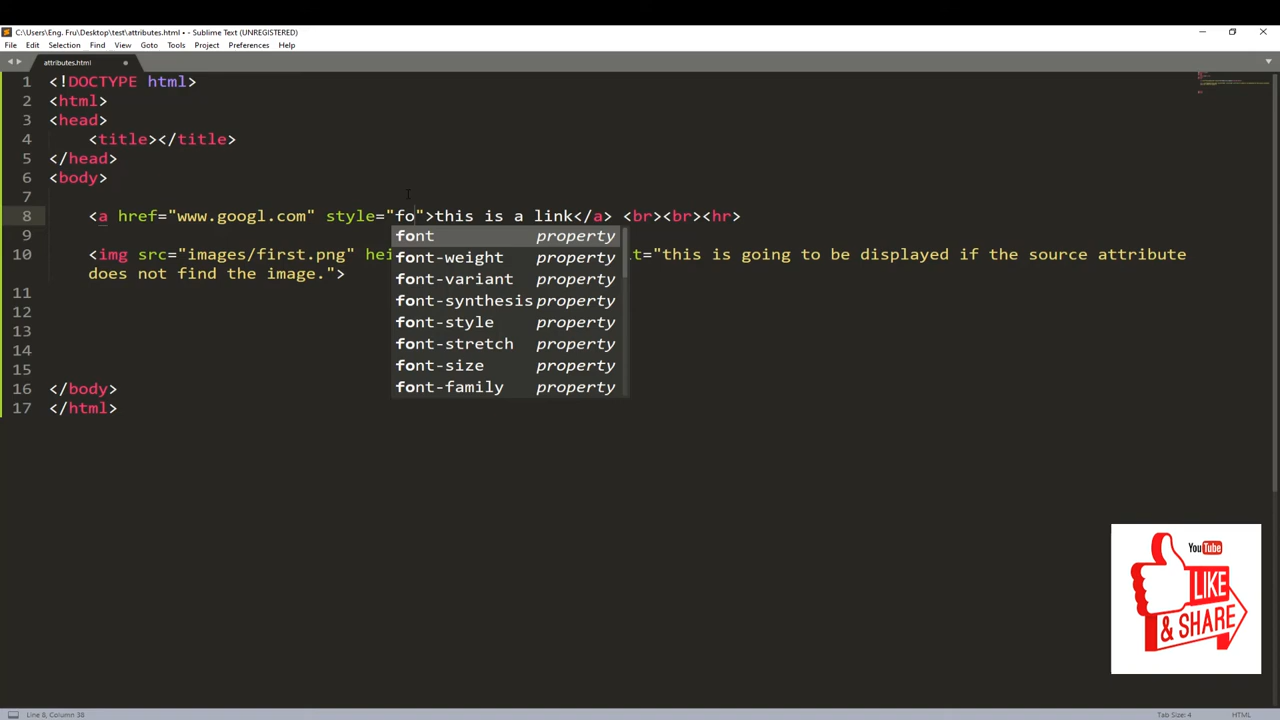 C:\Users\Eng. Fru\Desktop\test\attributes.html • - Sublime Text (UNREGISTERED)
File Edit Selection Find View Goto Tools Project Preferences Help
attributes.html
1 <!DOCTYPE html>
2 <html>
3 <head>
4 <title></title>
5 </head>
6 <body>
7
8 <a href="www.googl.com" style="fo">this is a link</a> <br><br><hr>
9
10 <img src="images/first.png" hei t="this is going to be displayed if the source attribute
does not find the image.">
11
12
13
14
15
16 </body>
17 </html>
font property
font-weight property
font-variant property
font-synthesis property
font-style property
font-stretch property
font-size property
font-family property
YouTube
LIKE
& SHARE
Line 8, Column 38
Tab Size: 4 HTML